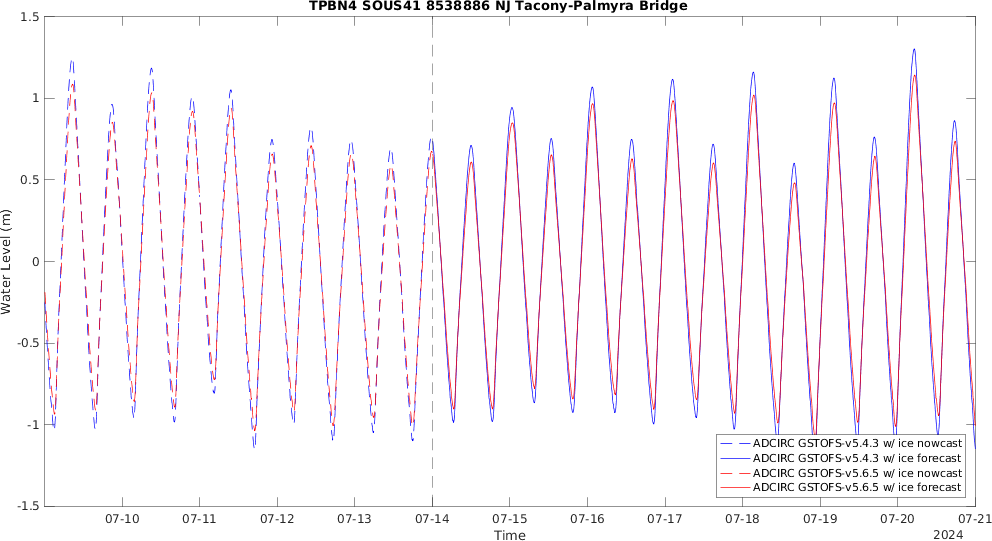 TPBN4 SOUS41 8538886 NJ Tacony-Palmyra Bridge
1.5
1
0.5
0
-0.5
-1
-1.5
Water Level (m)
ADCIRC GSTOFS-v5.4.3 w/ ice nowcast
ADCIRC GSTOFS-v5.4.3 w/ ice forecast
ADCIRC GSTOFS-v5.6.5 w/ ice nowcast
ADCIRC GSTOFS-v5.6.5 w/ ice forecast
07-10 07-11 07-12 07-13 07-14 07-15 07-16 07-17 07-18 07-19 07-20 07-21
Time
2024